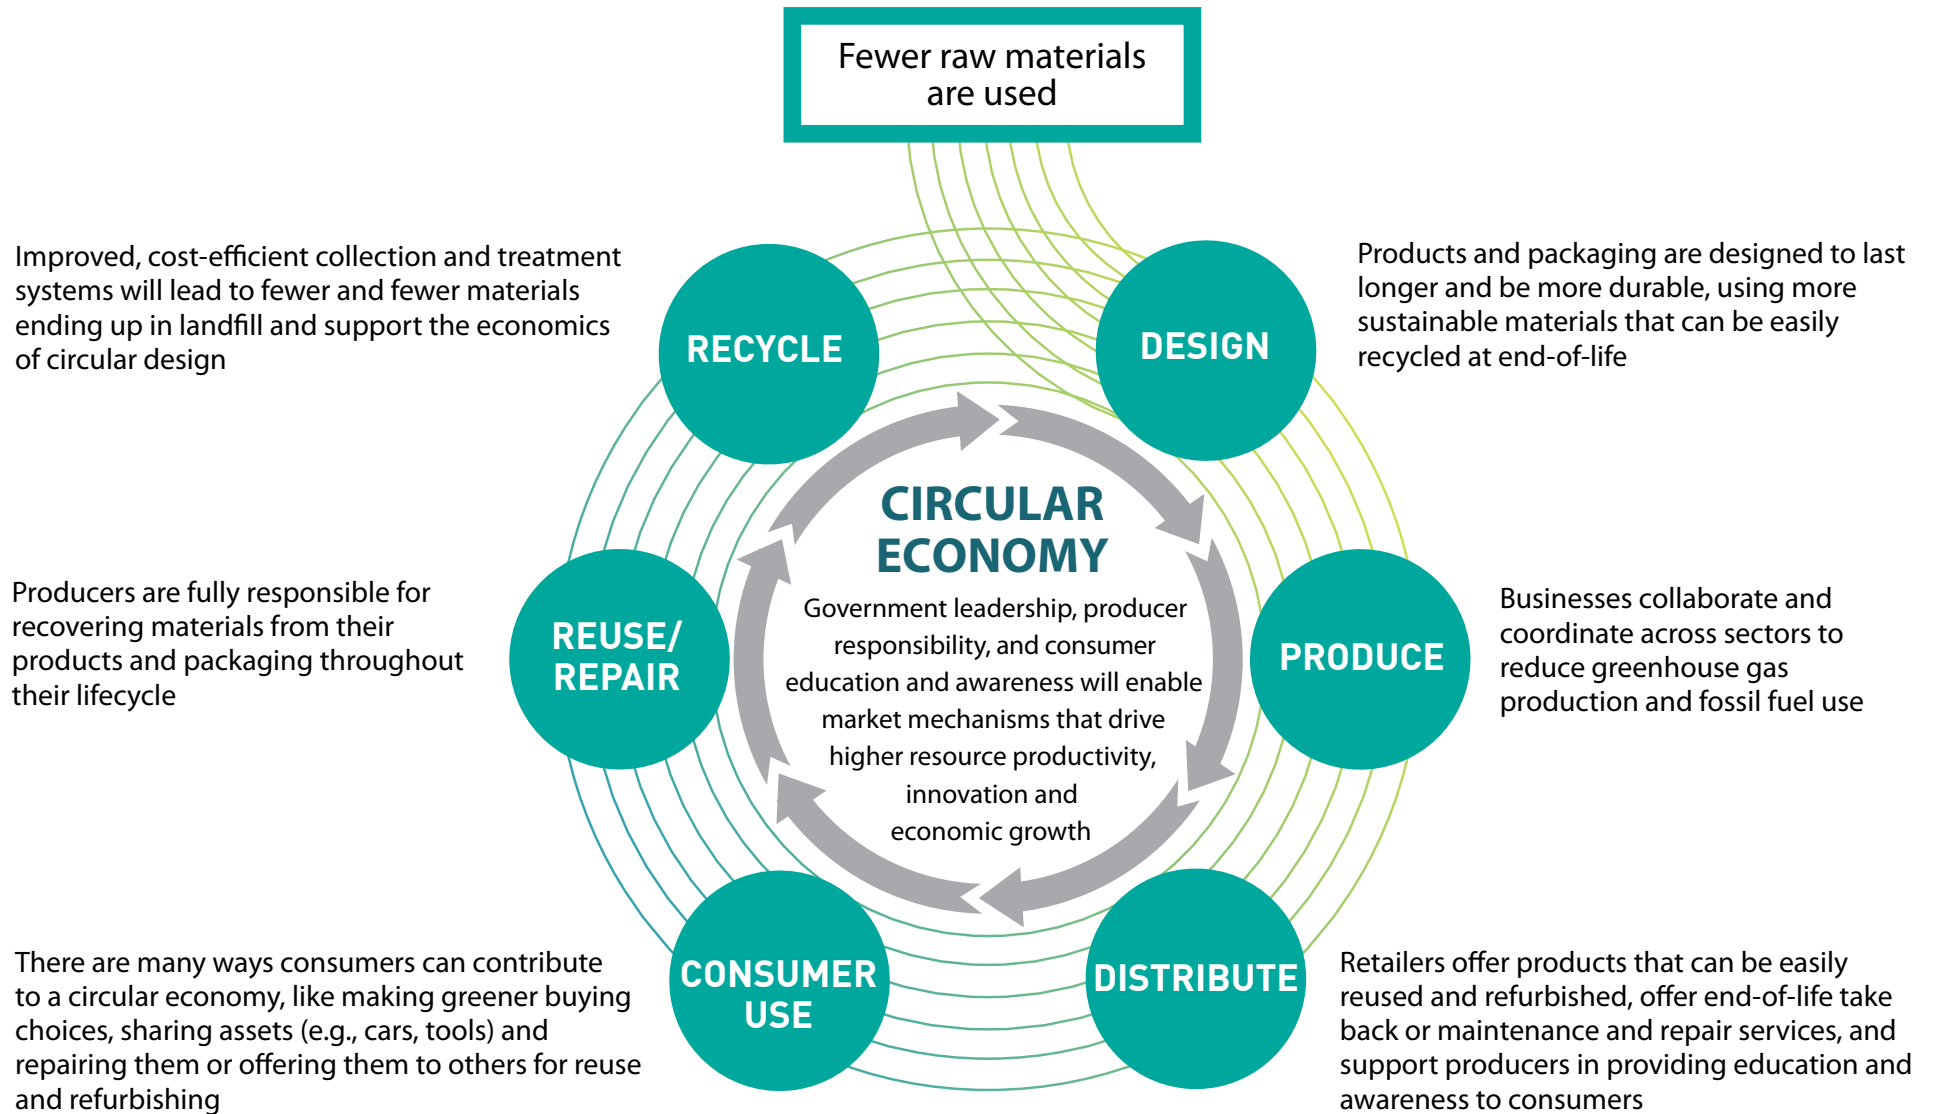 Fewer raw materials
are used
Improved, cost-efficient collection and treatment
systems will lead to fewer and fewer materials
ending up in landfill and support the economics
of circular design
RECYCLE
DESIGN
Products and packaging are designed to last
longer and be more durable, using more
sustainable materials that can be easily
recycled at end-of-life
CIRCULAR
ECONOMY
Government leadership, producer
responsibility, and consumer
education and awareness will enable
market mechanisms that drive
higher resource productivity,
innovation and
economic growth
Producers are fully responsible for
recovering materials from their
products and packaging throughout
their lifecycle
REUSE/
REPAIR
PRODUCE
Businesses collaborate and
coordinate across sectors to
reduce greenhouse gas
production and fossil fuel use
There are many ways consumers can contribute
to a circular economy, like making greener buying
choices, sharing assets (e.g., cars, tools) and
repairing them or offering them to others for reuse
and refurbishing
CONSUMER
USE
DISTRIBUTE
Retailers offer products that can be easily
reused and refurbished, offer end-of-life take
back or maintenance and repair services, and
support producers in providing education and
awareness to consumers